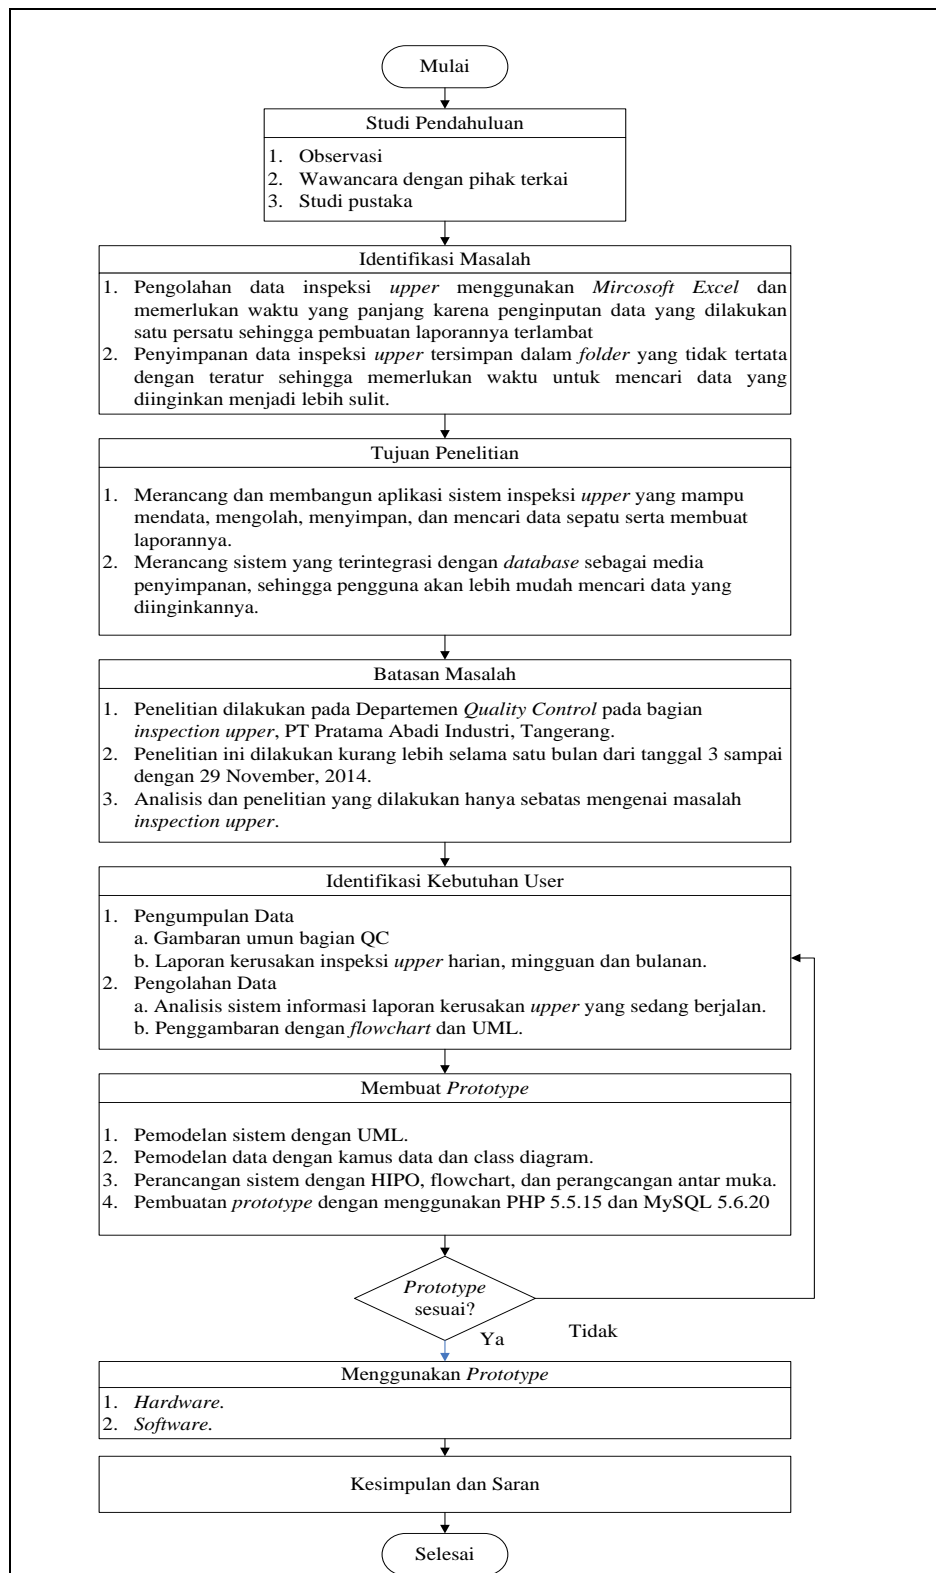 Mulai
Studi Pendahuluan
1. Observasi
2. Wawancara dengan pihak terkai
3. Studi pustaka
Identifikasi Masalah
1. Pengolahan data inspeksi upper menggunakan Mircosoft Excel dan
memerlukan waktu yang panjang karena penginputan data yang dilakukan
satu persatu sehingga pembuatan laporannya terlambat
2. Penyimpanan data inspeksi upper tersimpan dalam folder yang tidak tertata
dengan teratur sehingga memerlukan waktu untuk mencari data yang
diinginkan menjadi lebih sulit.
Tujuan Penelitian
1. Merancang dan membangun aplikasi sistem inspeksi upper yang mampu
mendata, mengolah, menyimpan, dan mencari data sepatu serta membuat
laporannya.
2. Merancang sistem yang terintegrasi dengan database sebagai media
penyimpanan, sehingga pengguna akan lebih mudah mencari data yang
diinginkannya.
Batasan Masalah
1. Penelitian dilakukan pada Departemen Quality Control pada bagian
inspection upper, PT Pratama Abadi Industri, Tangerang.
2. Penelitian ini dilakukan kurang lebih selama satu bulan dari tanggal 3 sampai
dengan 29 November, 2014.
3. Analisis dan penelitian yang dilakukan hanya sebatas mengenai masalah
inspection upper.
Identifikasi Kebutuhan User
1. Pengumpulan Data
a. Gambaran umun bagian QC
b. Laporan kerusakan inspeksi upper harian, mingguan dan bulanan.
2. Pengolahan Data
a. Analisis sistem informasi laporan kerusakan upper yang sedang berjalan.
b. Penggambaran dengan flowchart dan UML.
Membuat Prototype
1. Pemodelan sistem dengan UML.
2. Pemodelan data dengan kamus data dan class diagram.
3. Perancangan sistem dengan HIPO, flowchart, dan perangcangan antar muka.
4. Pembuatan prototype dengan menggunakan PHP 5.5.15 dan MySQL 5.6.20
Prototype
sesuai?
Ya
Tidak
Menggunakan Prototype
1. Hardware.
2. Software.
Kesimpulan dan Saran
Selesai